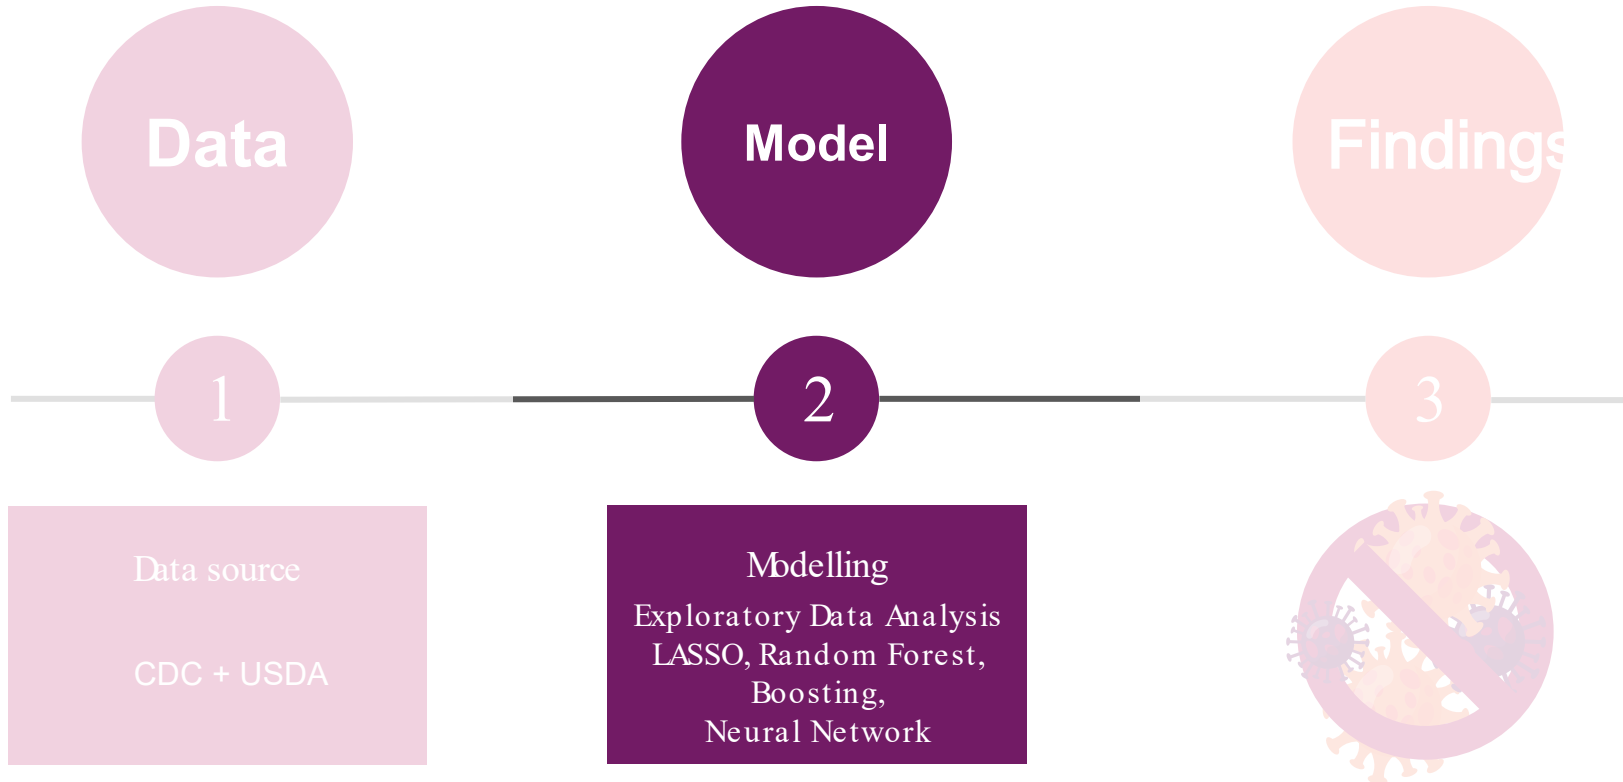 Data
Model
Findings
1
2
3
Data source
CDC + USDA
Modelling
Exploratory Data Analysis
LASSO, Random Forest,
Boosting,
Neural Network